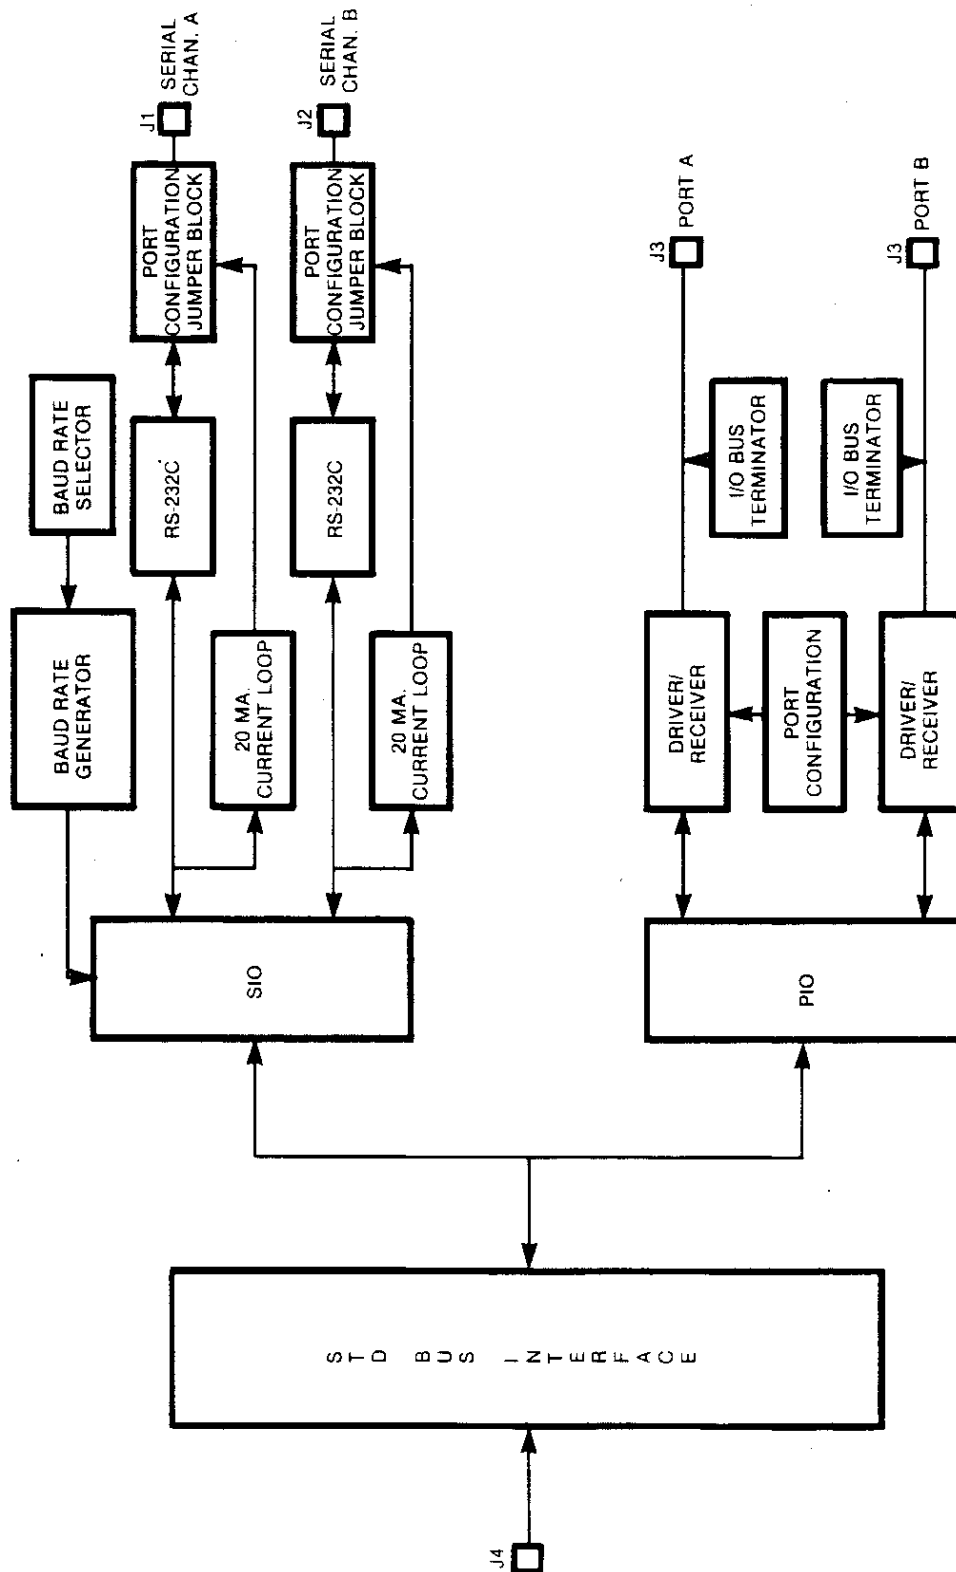 J1
SERIAL
CHAN. A
J2
SERIAL
CHAN. B
PORT
CONFIGURATION
JUMPER BLOCK
PORT
CONFIGURATION
JUMPER BLOCK
BAUD RATE
SELECTOR
RS-232C
RS-232C
BAUD RATE
GENERATOR
20 MA.
CURRENT LOOP
20 MA.
CURRENT LOOP
SIO
J3
PORT A
J3
PORT B
I/O BUS
TERMINATOR
I/O BUS
TERMINATOR
DRIVER/
RECEIVER
PORT
CONFIGURATION
DRIVER/
RECEIVER
PIO
STD BUS INTERFACE
J4